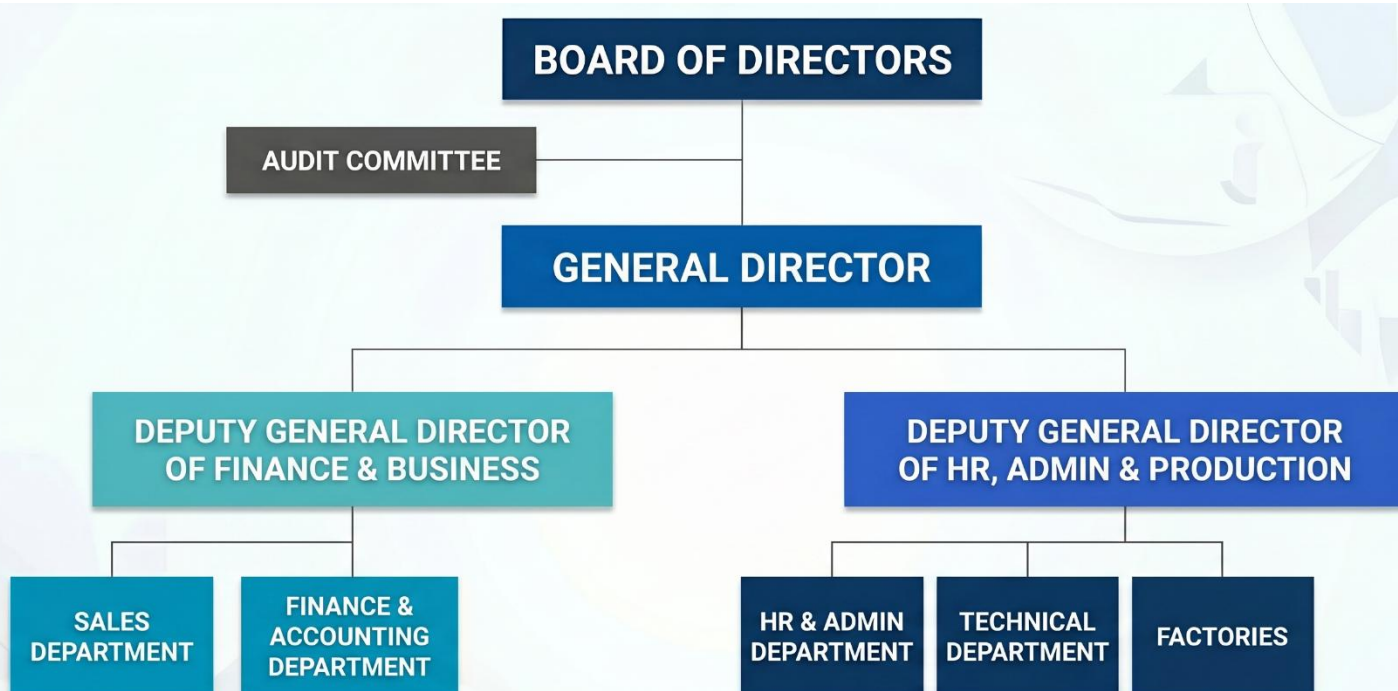 BOARD OF DIRECTORS
AUDIT COMMITTEE
GENERAL DIRECTOR
DEPUTY GENERAL DIRECTOR
OF FINANCE & BUSINESS
DEPUTY GENERAL DIRECTOR
OF HR, ADMIN & PRODUCTION
SALES
DEPARTMENT
FINANCE &
ACCOUNTING
DEPARTMENT
HR & ADMIN
DEPARTMENT
TECHNICAL
DEPARTMENT
FACTORIES